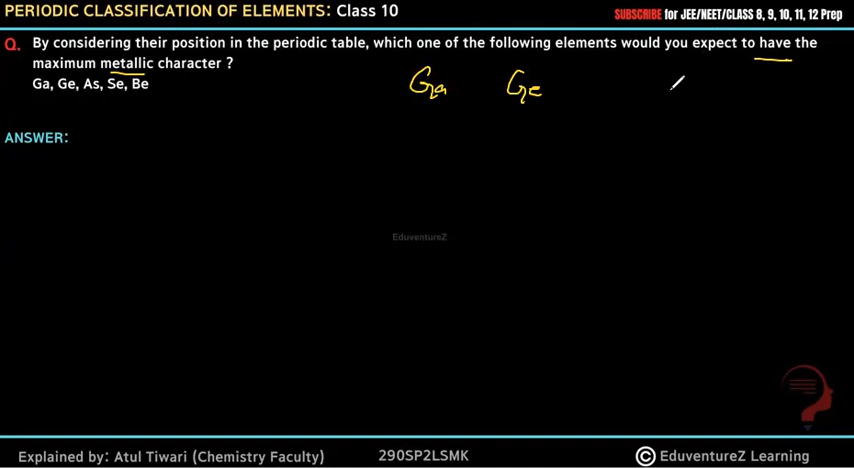 PERIODIC CLASSIFICATION OF ELEMENTS: Class 10
SUBSCRIBE for JEE/NEET/CLASS 8, 9, 10, 11, 12 Prep
Q. By considering their position in the periodic table, which one of the following elements would you expect to have the
maximum metallic character ?
Ga, Ge, As, Se, Be
Ga Ge
ANSWER:
EduventureZ
Explained by: Atul Tiwari (Chemistry Faculty)
290SP2LSMK
© EduventureZ Learning